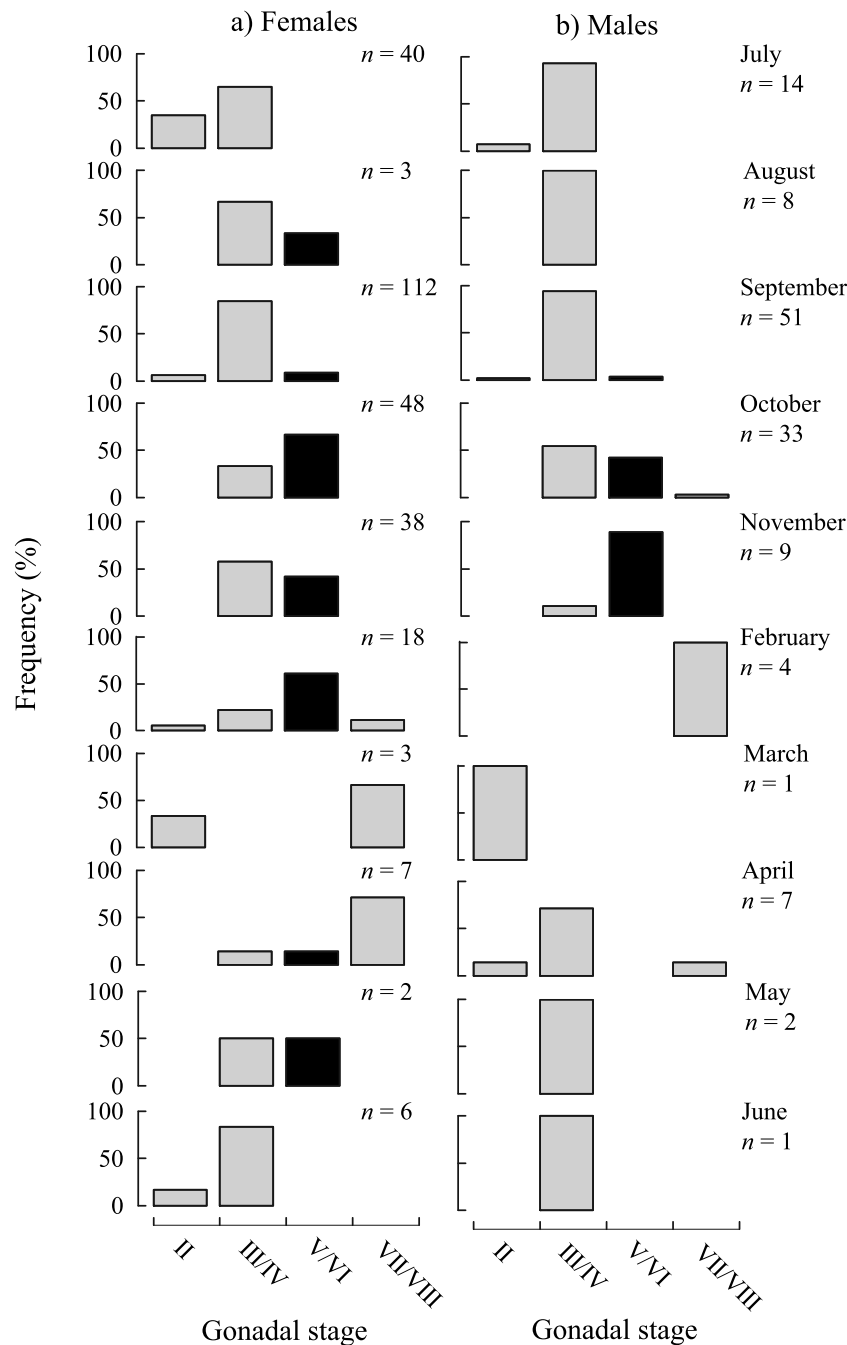 a) Females
b) Males
100
50
0
n = 40
July
n = 14
100
50
0
n = 3
August
n = 8
100
50
0
n = 112
September
n = 51
100
50
0
n = 48
October
n = 33
100
50
0
n = 38
November
n = 9
100
50
0
n = 18
February
n = 4
100
50
0
n = 3
March
n = 1
100
50
0
n = 7
April
n = 7
100
50
0
n = 2
May
n = 2
100
50
0
n = 6
June
n = 1
Frequency (%)
II
III/IV
V/VI
VII/VIII
II
III/IV
V/VI
VII/VIII
Gonadal stage
Gonadal stage